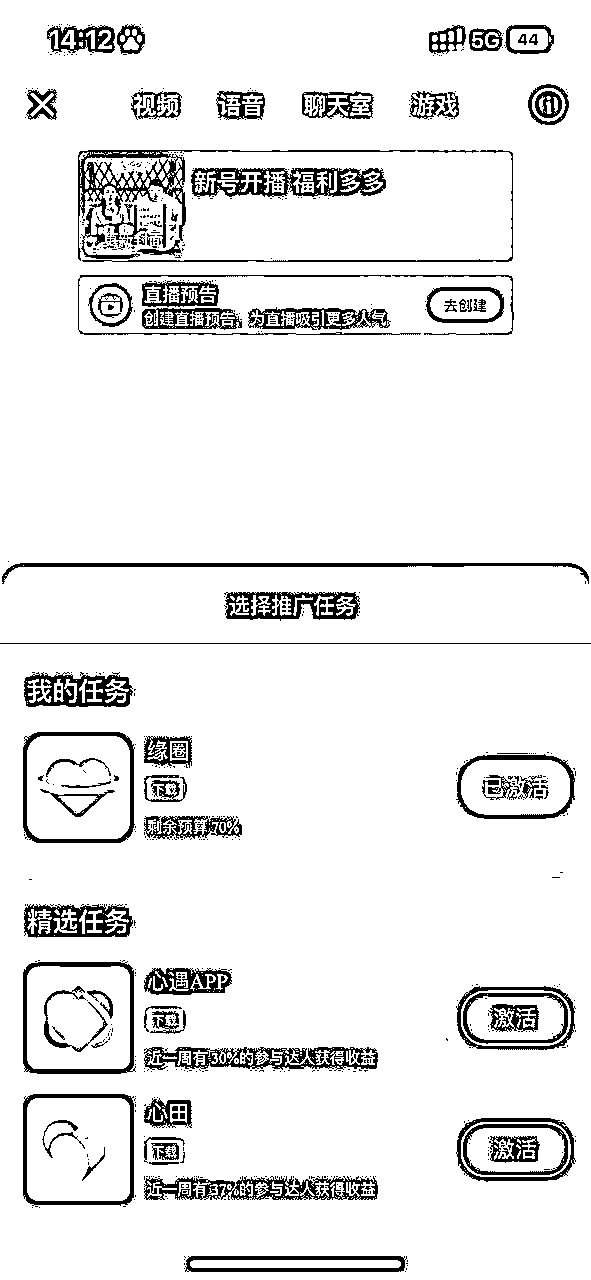 14:12
5G 44
视频 语音 聊天室 游戏
新号开播 福利多多
直播预告
创建直播预告，为直播吸引更多人气
去创建
选择推广任务
我的任务
缘圈
下载
剩余预算70%
已激活
精选任务
心遇APP
下载
近一周有30%的参与达人获得收益
激活
心田
下载
近一周有37%的参与达人获得收益
激活